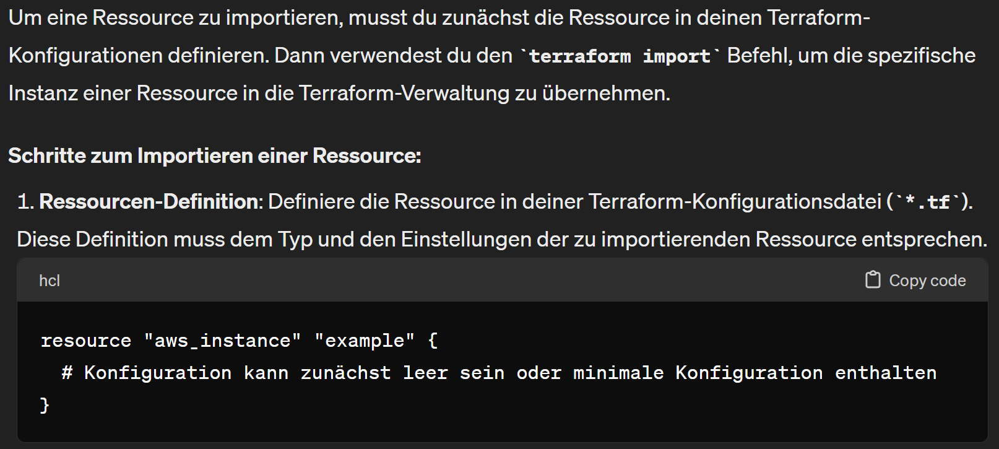 Um eine Ressource zu importieren, musst du zunächst die Ressource in deinen Terraform-
Konfigurationen definieren. Dann verwendest du den `terraform import` Befehl, um die spezifische
Instanz einer Ressource in die Terraform-Verwaltung zu übernehmen.
Schritte zum Importieren einer Ressource:
1. Ressourcen-Definition: Definiere die Ressource in deiner Terraform-Konfigurationsdatei (`*.tf`).
Diese Definition muss dem Typ und den Einstellungen der zu importierenden Ressource entsprechen.
hcl Copy code
resource "aws_instance" "example" {
  # Konfiguration kann zunächst leer sein oder minimale Konfiguration enthalten
}